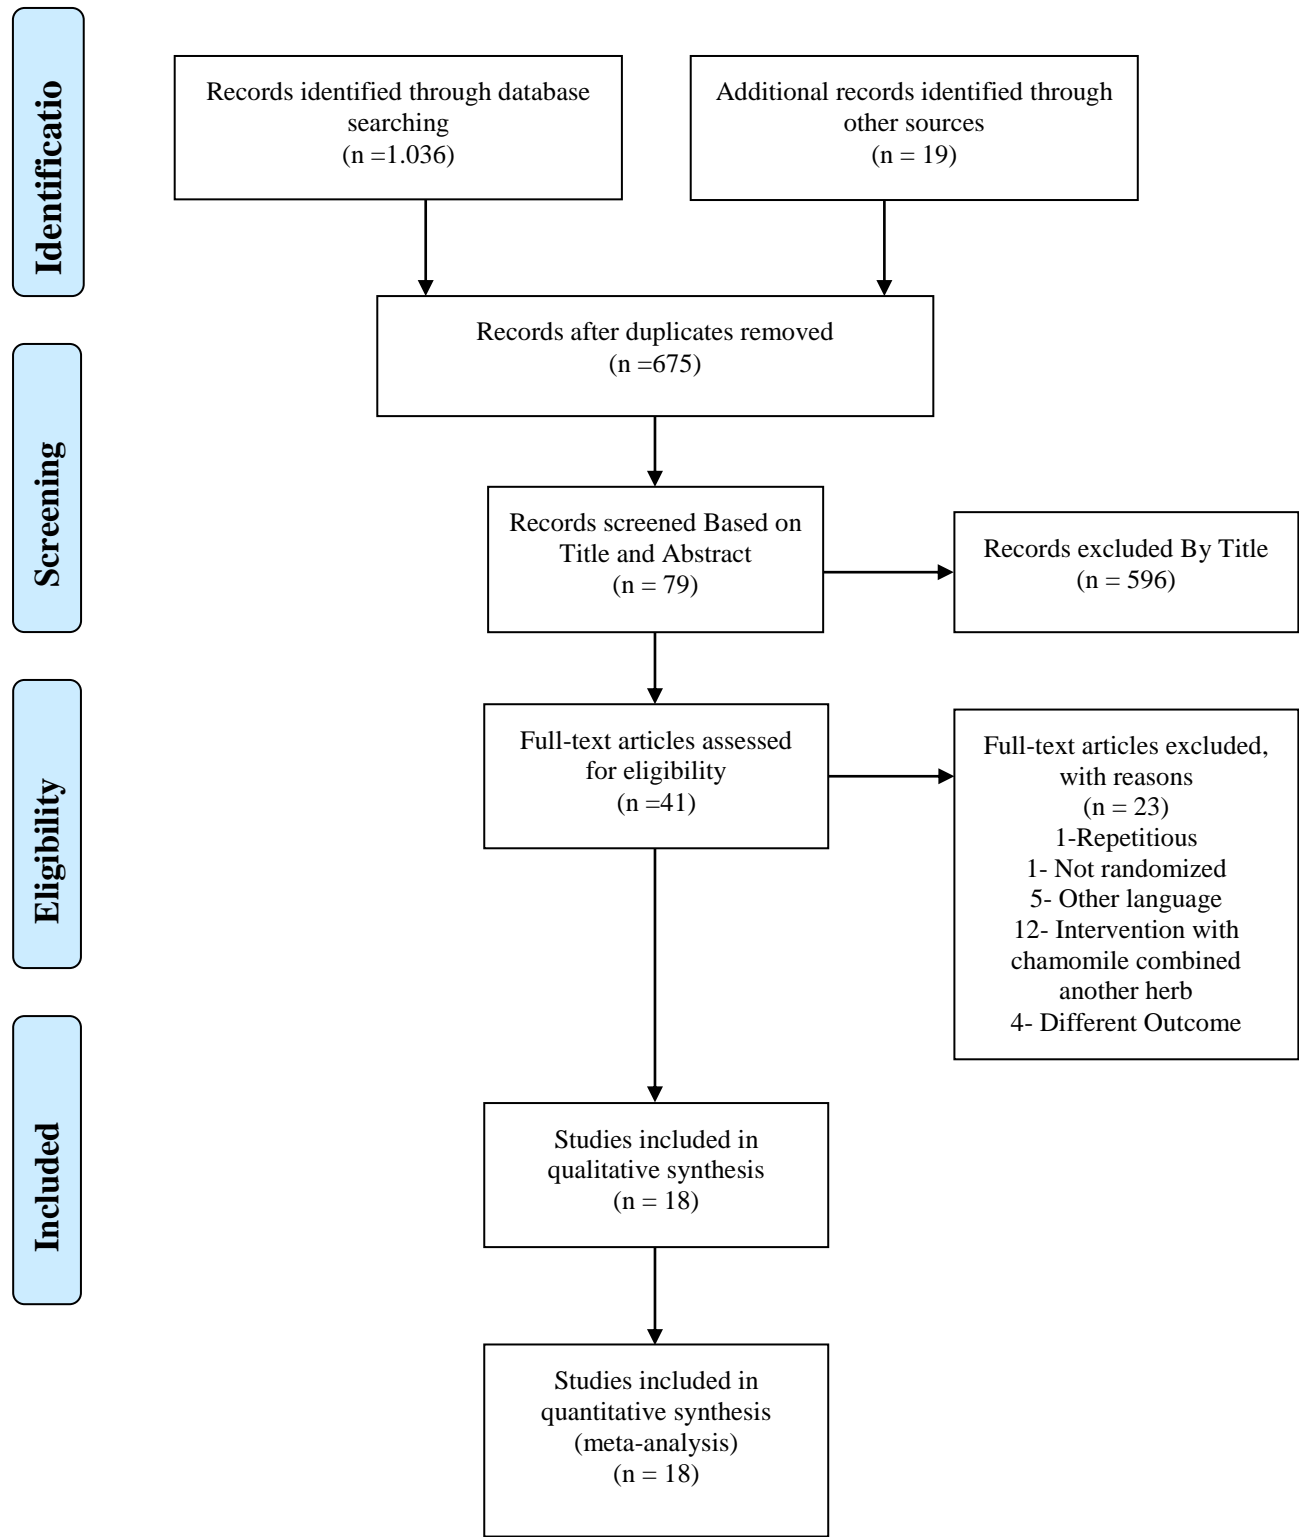 Identificatio
Records identified through database
searching
(n =1.036)
Additional records identified through
other sources
(n = 19)
Records after duplicates removed
(n =675)
Screening
Records screened Based on
Title and Abstract
(n = 79)
Records excluded By Title
(n = 596)
Eligibility
Full-text articles assessed
for eligibility
(n =41)
Full-text articles excluded,
with reasons
(n = 23)
1-Repetitious
1- Not randomized
5- Other language
12- Intervention with
chamomile combined
another herb
4- Different Outcome
Included
Studies included in
qualitative synthesis
(n = 18)
Studies included in
quantitative synthesis
(meta-analysis)
(n = 18)